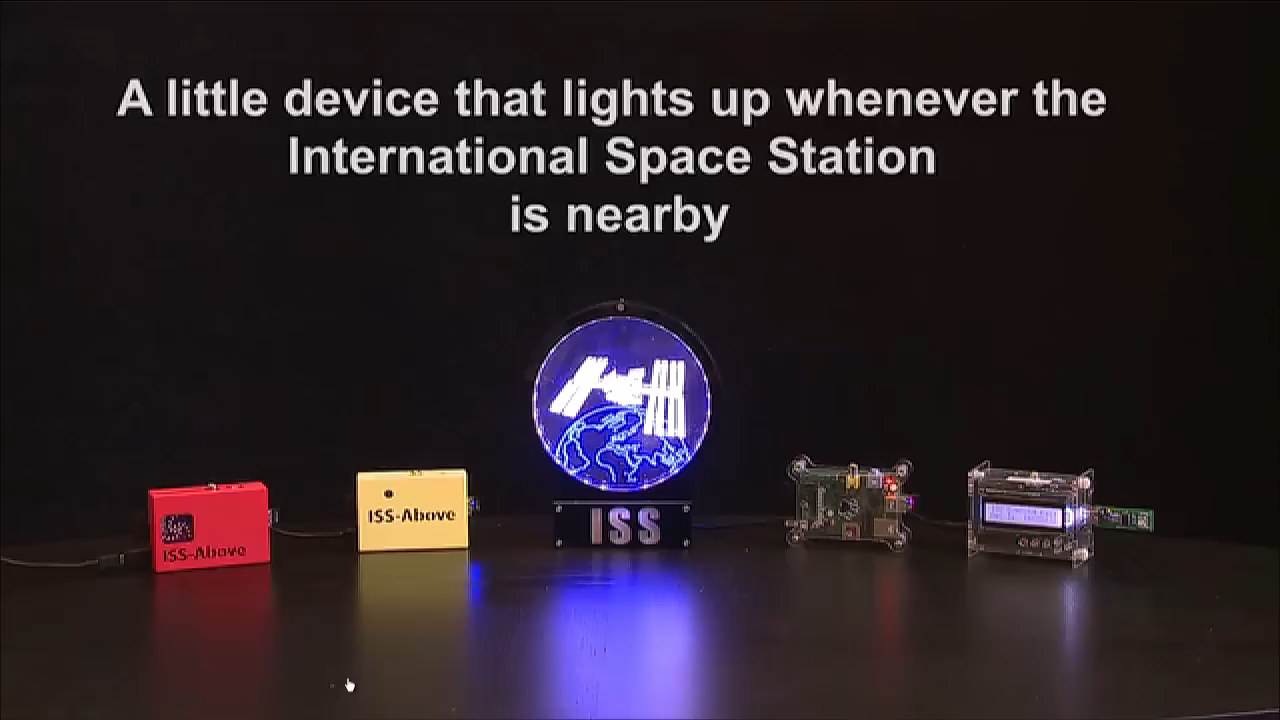 A little device that lights up whenever the
International Space Station
is nearby
ISS-Above
ISS-Above
ISS